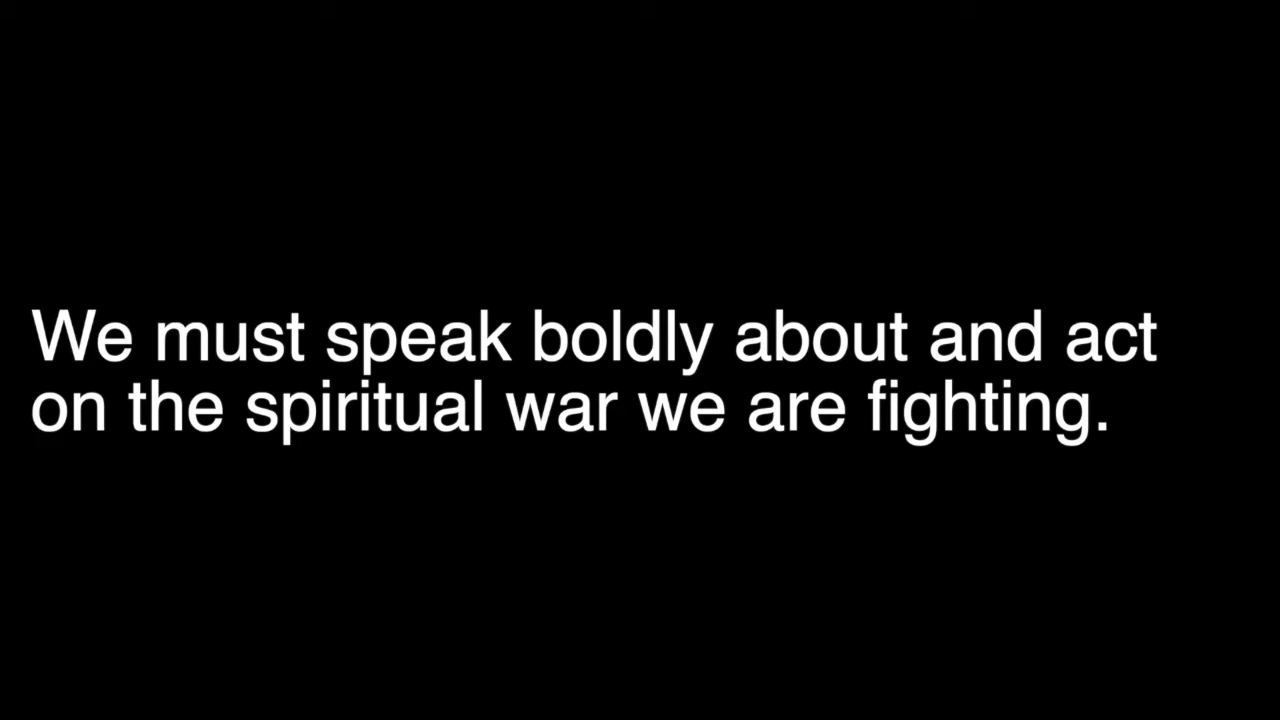 We must speak boldly about and act
on the spiritual war we are fighting.